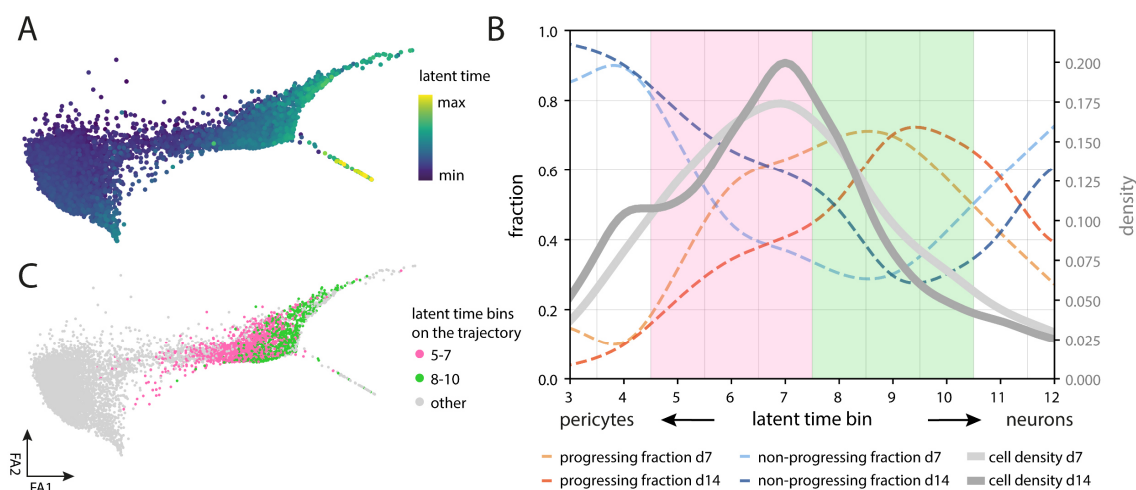 A
latent time
max
min
B
1.0
0.8
0.6
0.4
0.2
0.0
fraction
0.200
0.175
0.150
0.125
0.100
0.075
0.050
0.025
0.000
density
3 4 5 6 7 8 9 10 11 12
pericytes latent time bin neurons
progressing fraction d7 non-progressing fraction d7 cell density d7
progressing fraction d14 non-progressing fraction d14 cell density d14
C
latent time bins
on the trajectory
5-7
8-10
other
FA2
FA1